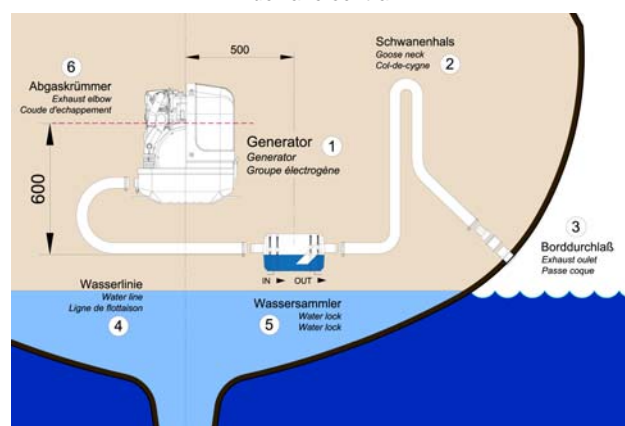 500
Schwanenhals
Goose neck
Col-de-cygne
2
6
Abgaskrümmer
Exhaust elbow
Coude d'echappement
Generator
Generator
Groupe électrogène
1
600
3
Borddurchlaß
Exhaust oulet
Passe coque
IN OUT
Wasserlinie
Water line
Ligne de flottaison
4
Wassersammler
Water lock
Water lock
5